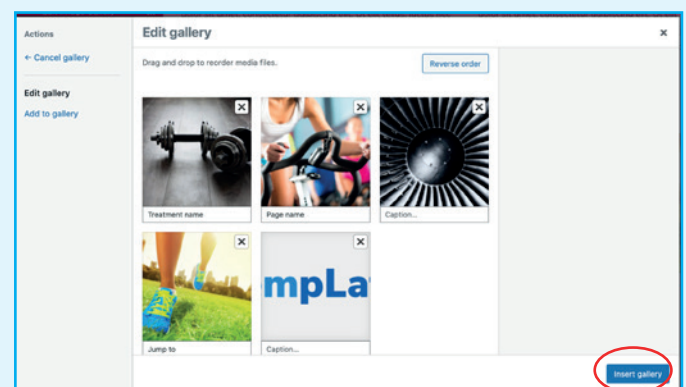 Actions
← Cancel gallery
Edit gallery
Add to gallery
Edit gallery
Drag and drop to reorder media files.
Reverse order
Treatment name
Page name
Caption...
mpLa
Jump to
Caption...
Insert gallery